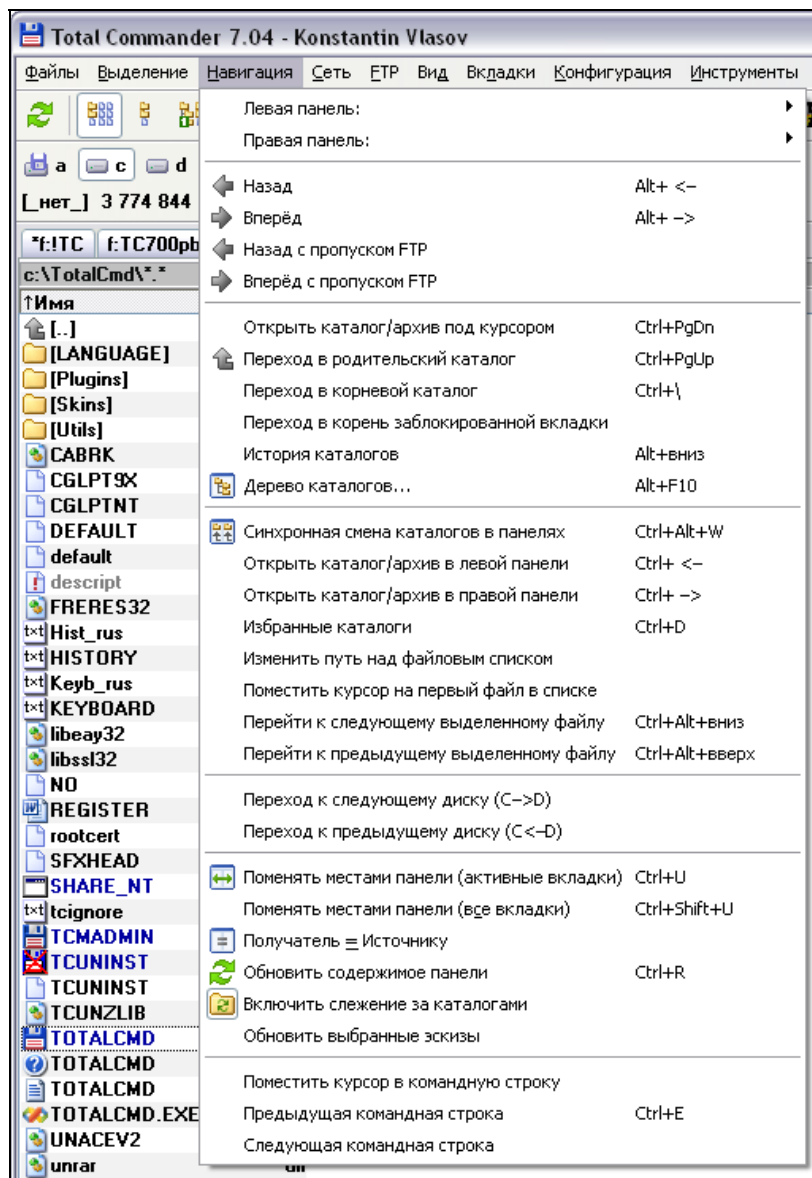 Total Commander 7.04 - Konstantin Vlasov
Файлы Выделение Навигация Сеть FTP Вид Вкладки Конфигурация Инструменты
a c d
[_нет_] 3 774 844
*f:!TC f:TC700pb
c:\TotalCmd\*.*
↑Имя
[..]
[LANGUAGE]
[Plugins]
[Skins]
[Utils]
CABRK
CGLPT9X
CGLPTNT
DEFAULT
default
descript
FRERES32
Hist_rus
HISTORY
Keyb_rus
KEYBOARD
libeay32
libssl32
NO
REGISTER
rootcert
SFXHEAD
SHARE_NT
tcignore
TCMADMIN
TCUNINST
TCUNINST
TCUNZLIB
TOTALCMD
TOTALCMD
TOTALCMD
TOTALCMD.EXE
UNACEV2
unrar
Левая панель:
Правая панель:
Назад Alt+ <-
Вперёд Alt+ ->
Назад с пропуском FTP
Вперёд с пропуском FTP
Открыть каталог/архив под курсором Ctrl+PgDn
Переход в родительский каталог Ctrl+PgUp
Переход в корневой каталог Ctrl+\
Переход в корень заблокированной вкладки
История каталогов Alt+вниз
Дерево каталогов... Alt+F10
Синхронная смена каталогов в панелях Ctrl+Alt+W
Открыть каталог/архив в левой панели Ctrl+ <-
Открыть каталог/архив в правой панели Ctrl+ ->
Избранные каталоги Ctrl+D
Изменить путь над файловым списком
Поместить курсор на первый файл в списке
Перейти к следующему выделенному файлу Ctrl+Alt+вниз
Перейти к предыдущему выделенному файлу Ctrl+Alt+вверх
Переход к следующему диску (C->D)
Переход к предыдущему диску (C<-D)
Поменять местами панели (активные вкладки) Ctrl+U
Поменять местами панели (все вкладки) Ctrl+Shift+U
Получатель = Источнику
Обновить содержимое панели Ctrl+R
Включить слежение за каталогами
Обновить выбранные эскизы
Поместить курсор в командную строку
Предыдущая командная строка Ctrl+E
Следующая командная строка